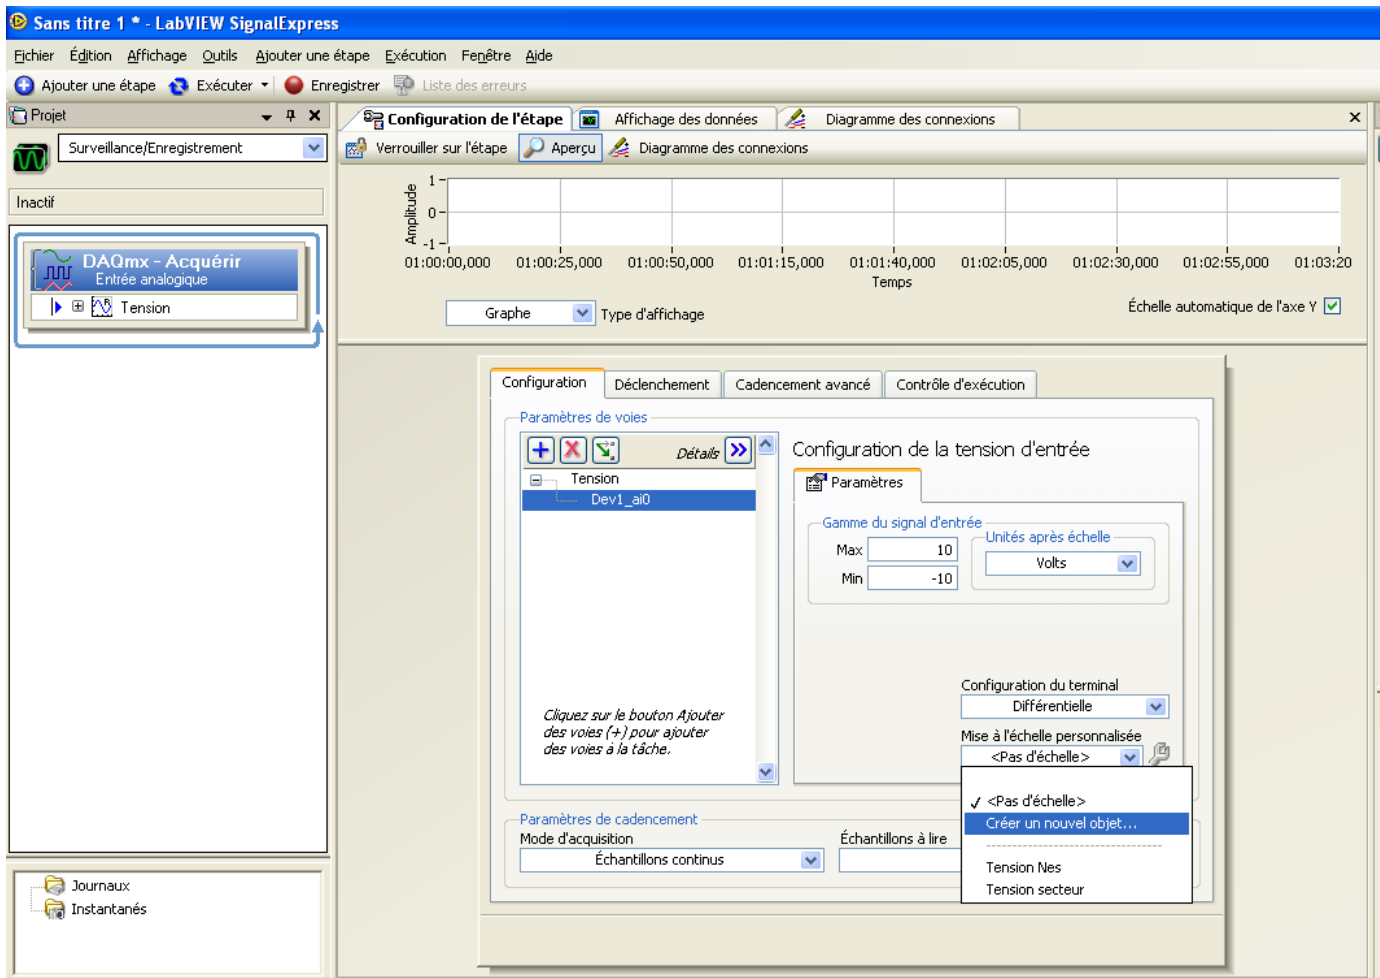 Sans titre 1 * - LabVIEW SignalExpress
Fichier Édition Affichage Outils Ajouter une étape Exécution Fenêtre Aide
Ajouter une étape Exécuter Enregistrer Liste des erreurs
Projet
Surveillance/Enregistrement
Inactif
DAQmx - Acquérir
Entrée analogique
Tension
Journaux
Instantanés
Configuration de l'étape Affichage des données Diagramme des connexions
Verrouiller sur l'étape Aperçu Diagramme des connexions
Amplitude
1
0
-1
01:00:00,000 01:00:25,000 01:00:50,000 01:01:15,000 01:01:40,000 01:02:05,000 01:02:30,000 01:02:55,000 01:03:20
Temps
Graphe Type d'affichage
Échelle automatique de l'axe Y
Configuration Déclenchement Cadencement avancé Contrôle d'exécution
Paramètres de voies
Détails
Tension
Dev1_ai0
Cliquez sur le bouton Ajouter
des voies (+) pour ajouter
des voies à la tâche.
Configuration de la tension d'entrée
Paramètres
Gamme du signal d'entrée
Max 10
Min -10
Unités après échelle
Volts
Configuration du terminal
Différentielle
Mise à l'échelle personnalisée
<Pas d'échelle>
<Pas d'échelle>
Créer un nouvel objet...
Tension Nes
Tension secteur
Paramètres de cadencement
Mode d'acquisition
Échantillons continus
Échantillons à lire